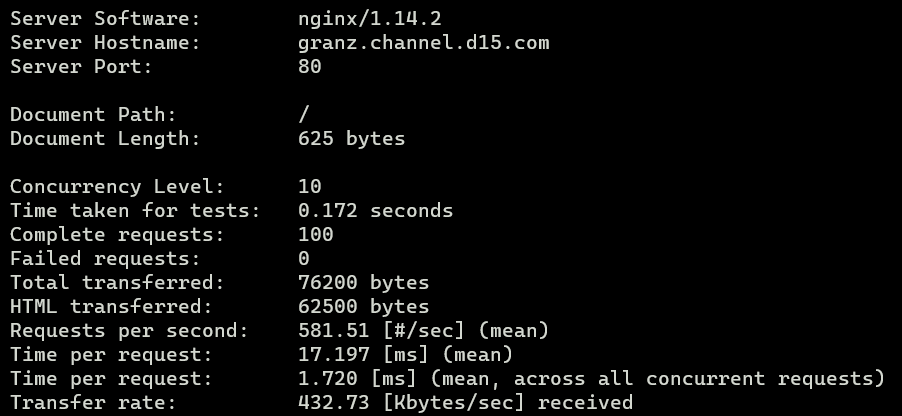 Server Software:        nginx/1.14.2
Server Hostname:        granz.channel.d15.com
Server Port:            80

Document Path:          /
Document Length:        625 bytes

Concurrency Level:      10
Time taken for tests:   0.172 seconds
Complete requests:      100
Failed requests:        0
Total transferred:      76200 bytes
HTML transferred:       62500 bytes
Requests per second:    581.51 [#/sec] (mean)
Time per request:       17.197 [ms] (mean)
Time per request:       1.720 [ms] (mean, across all concurrent requests)
Transfer rate:          432.73 [Kbytes/sec] received